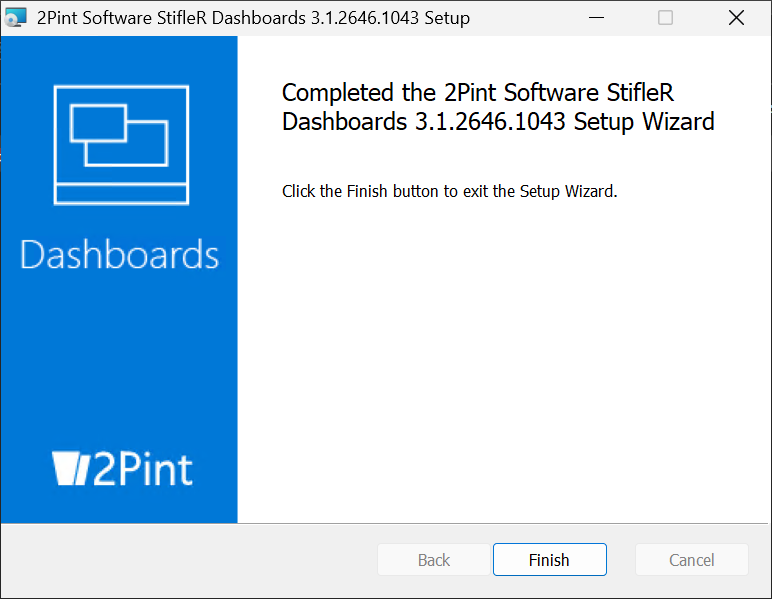 2Pint Software StifleR Dashboards 3.1.2646.1043 Setup
Completed the 2Pint Software StifleR
Dashboards 3.1.2646.1043 Setup Wizard
Click the Finish button to exit the Setup Wizard.
Dashboards
2Pint
Back
Finish
Cancel